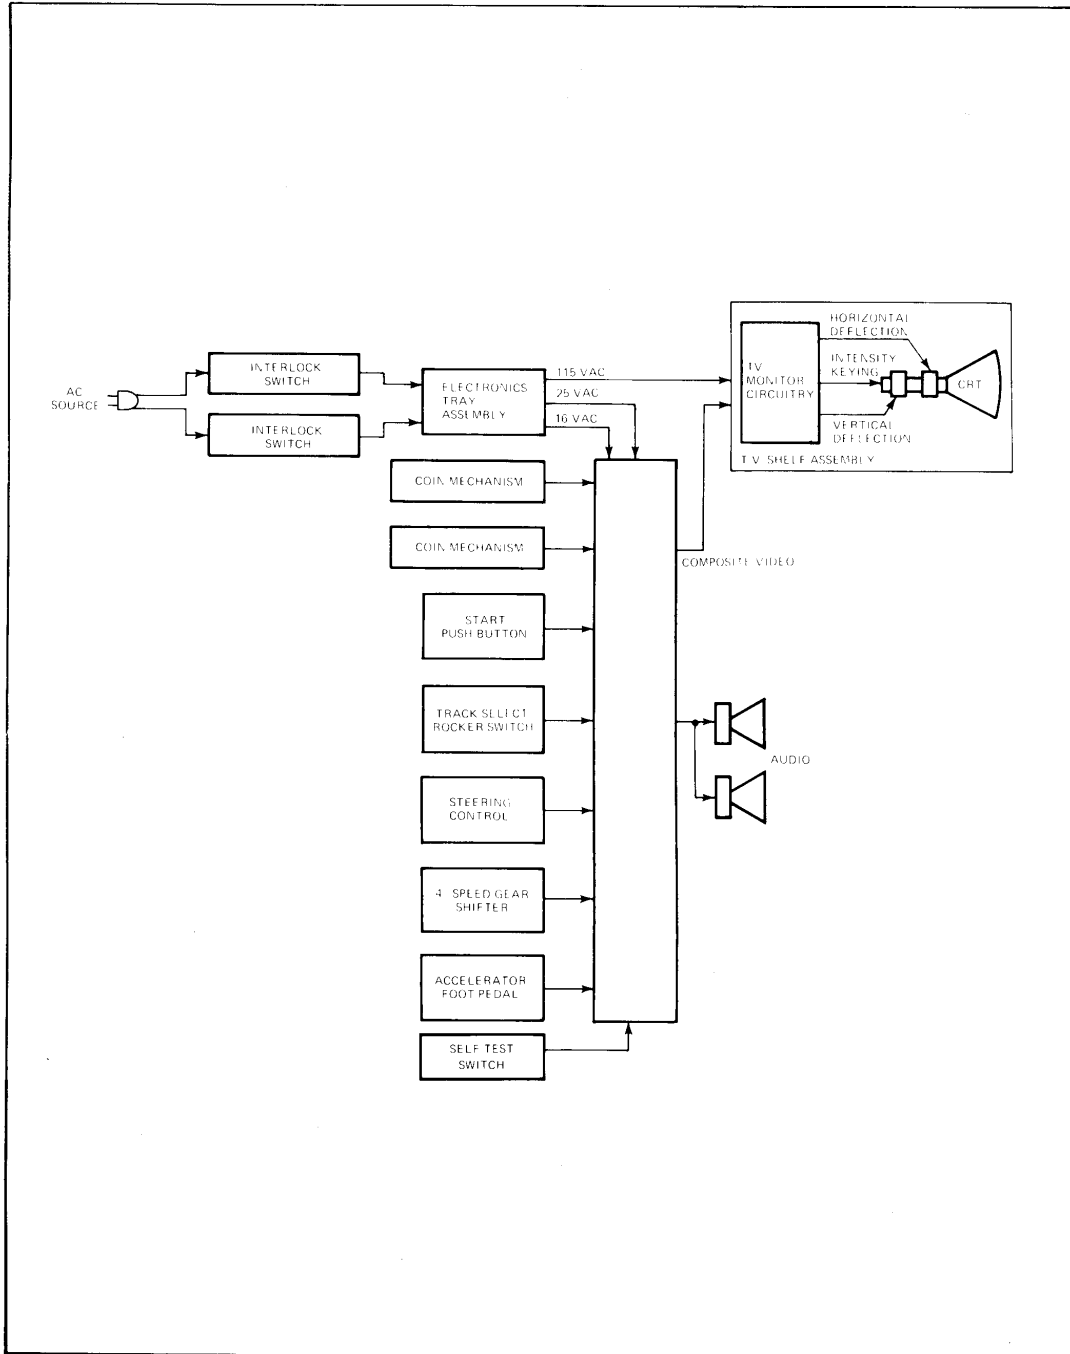 AC
SOURCE
INTERLOCK
SWITCH
INTERLOCK
SWITCH
ELECTRONICS
TRAY
ASSEMBLY
115 VAC
25 VAC
16 VAC
TV
MONITOR
CIRCUITRY
HORIZONTAL
DEFLECTION
INTENSITY
KEYING
VERTICAL
DEFLECTION
CRT
T.V. SHELF ASSEMBLY
COIN MECHANISM
COIN MECHANISM
COMPOSITE VIDEO
START
PUSH BUTTON
TRACK SELECT
ROCKER SWITCH
AUDIO
STEERING
CONTROL
4 SPEED GEAR
SHIFTER
ACCELERATOR
FOOT PEDAL
SELF TEST
SWITCH